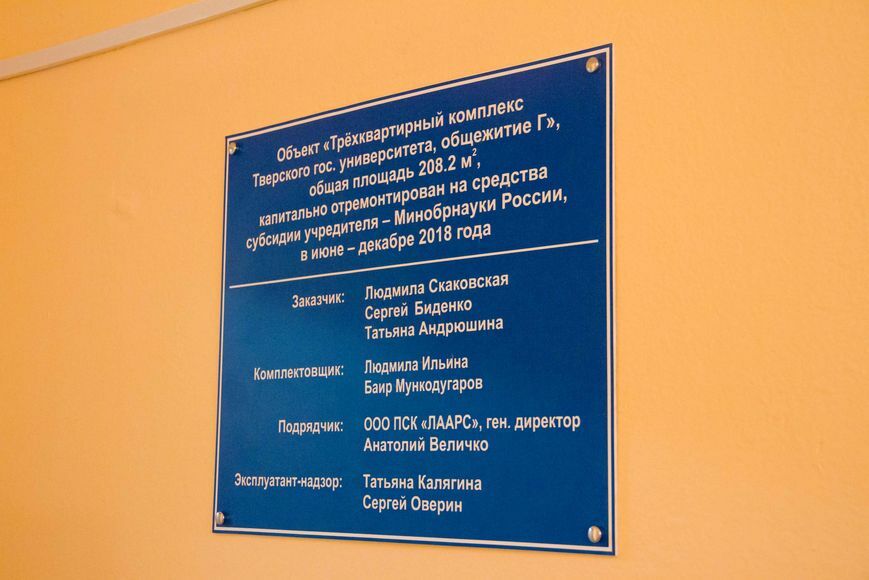 Объект «Трёхквартирный комплекс
Тверского гос. университета, общежитие Г»,
общая площадь 208.2 м²,
капитально отремонтирован на средства
субсидии учредителя – Минобрнауки России,
в июне – декабре 2018 года
Заказчик: Людмила Скаковская
Сергей Биденко
Татьяна Андрюшина
Комплектовщик: Людмила Ильина
Баир Мункодугаров
Подрядчик: ООО ПСК «ЛААРС», ген. директор
Анатолий Величко
Эксплуатант-надзор: Татьяна Калягина
Сергей Оверин